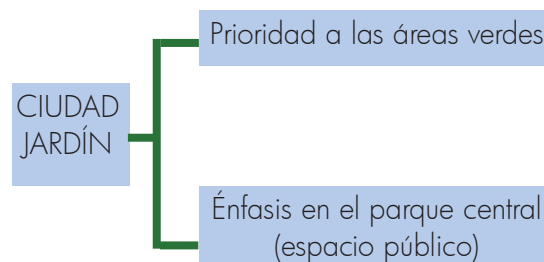 Prioridad a las áreas verdes
CIUDAD
JARDÍN
Énfasis en el parque central
(espacio público)